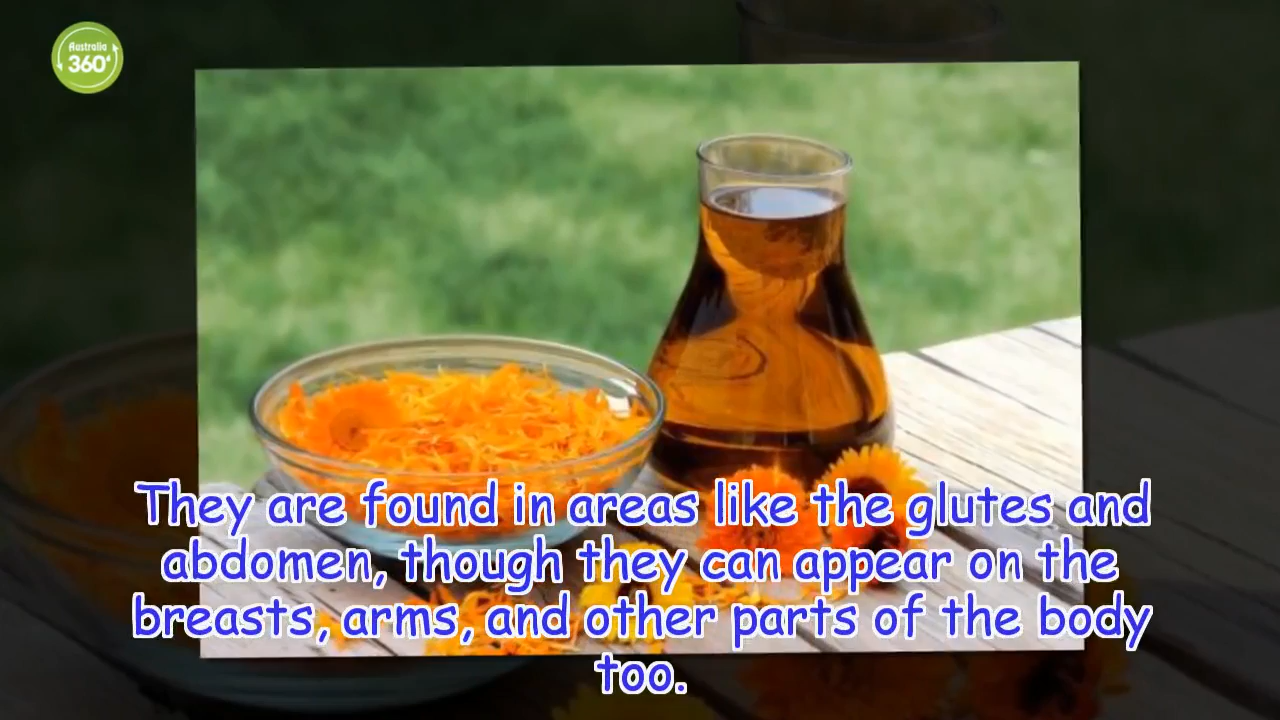 Australia
360°
They are found in areas like the glutes and
abdomen, though they can appear on the
breasts, arms, and other parts of the body
too.